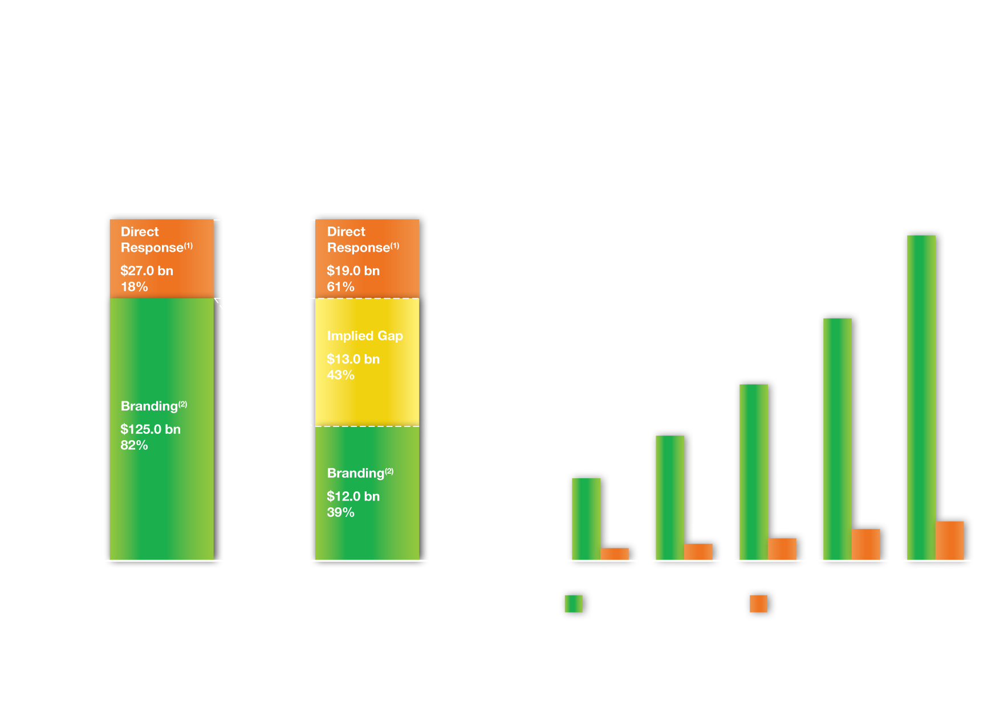 Direct
Response(1)
$27.0 bn
18%
Branding(2)
$125.0 bn
82%
Direct
Response(1)
$19.0 bn
61%
Implied Gap
$13.0 bn
43%
Branding(2)
$12.0 bn
39%